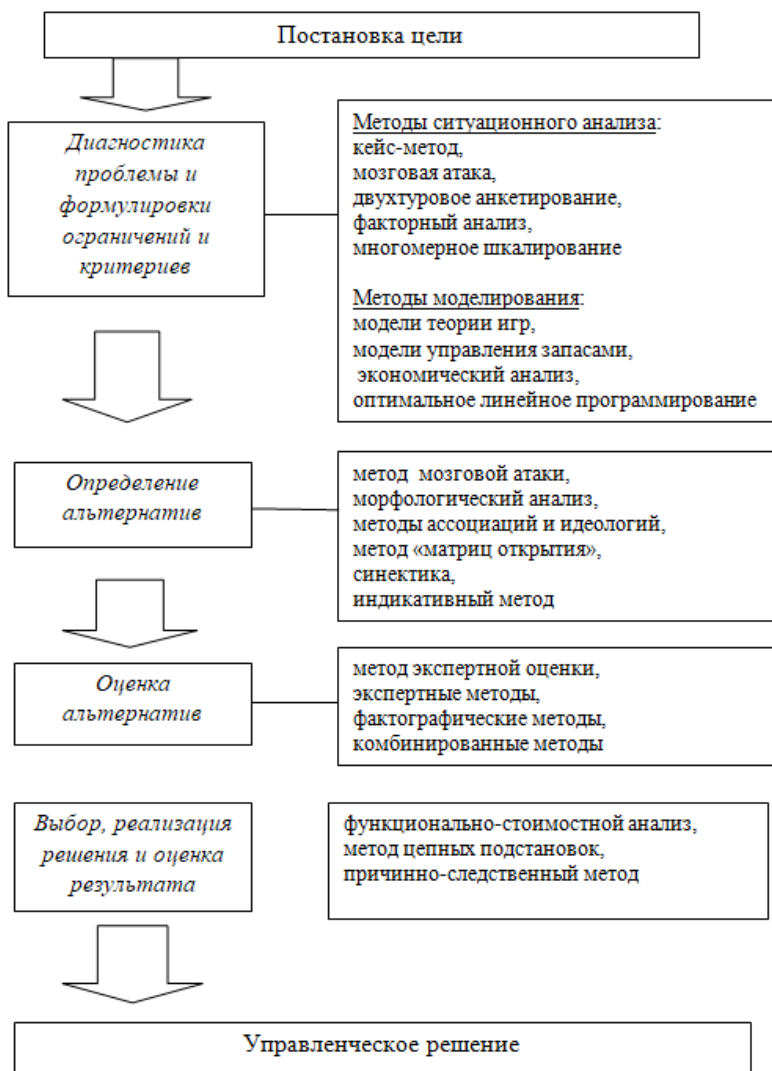 Постановка цели
Диагностика
проблемы и
формулировки
ограничений и
критериев
Методы ситуационного анализа:
кейс-метод,
мозговая атака,
двухтуровое анкетирование,
факторный анализ,
многомерное шкалирование
Методы моделирования:
модели теории игр,
модели управления запасами,
экономический анализ,
оптимальное линейное программирование
Определение
альтернатив
метод мозговой атаки,
морфологический анализ,
методы ассоциаций и идеологий,
метод «матриц открытия»,
синектика,
индикативный метод
Оценка
альтернатив
метод экспертной оценки,
экспертные методы,
фактографические методы,
комбинированные методы
Выбор, реализация
решения и оценка
результата
функционально-стоимостной анализ,
метод цепных подстановок,
причинно-следственный метод
Управленческое решение